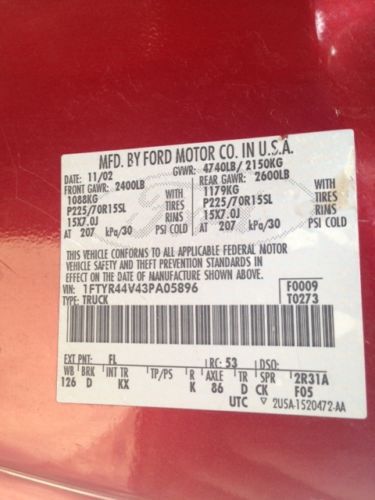 MFD. BY FORD MOTOR CO. IN U.S.A.
DATE: 11/02 GVWR: 4740LB/ 2150KG
FRONT GAWR: 2400LB REAR GAWR: 2600LB
1088KG WITH 1179KG WITH
P225/70R15SL TIRES P225/70R15SL TIRES
15X7.0J RIMS 15X7.0J RIMS
AT 207 kPa/30 PSI COLD AT 207 kPa/30 PSI COLD
THIS VEHICLE CONFORMS TO ALL APPLICABLE FEDERAL MOTOR
VEHICLE SAFETY AND THEFT PREVENTION STANDARDS IN
EFFECT ON THE DATE OF MANUFACTURE SHOWN ABOVE.
VIN: 1FTYR44V43PA05896 F0009
TYPE: TRUCK T0273
EXT PNT: FL RC: 53 DSO:
WB BRK INT TR TP/PS R AXLE TR SPR 2R31A
126 D KX K 86 D CK F05
UTC 2USA-1520472-AA